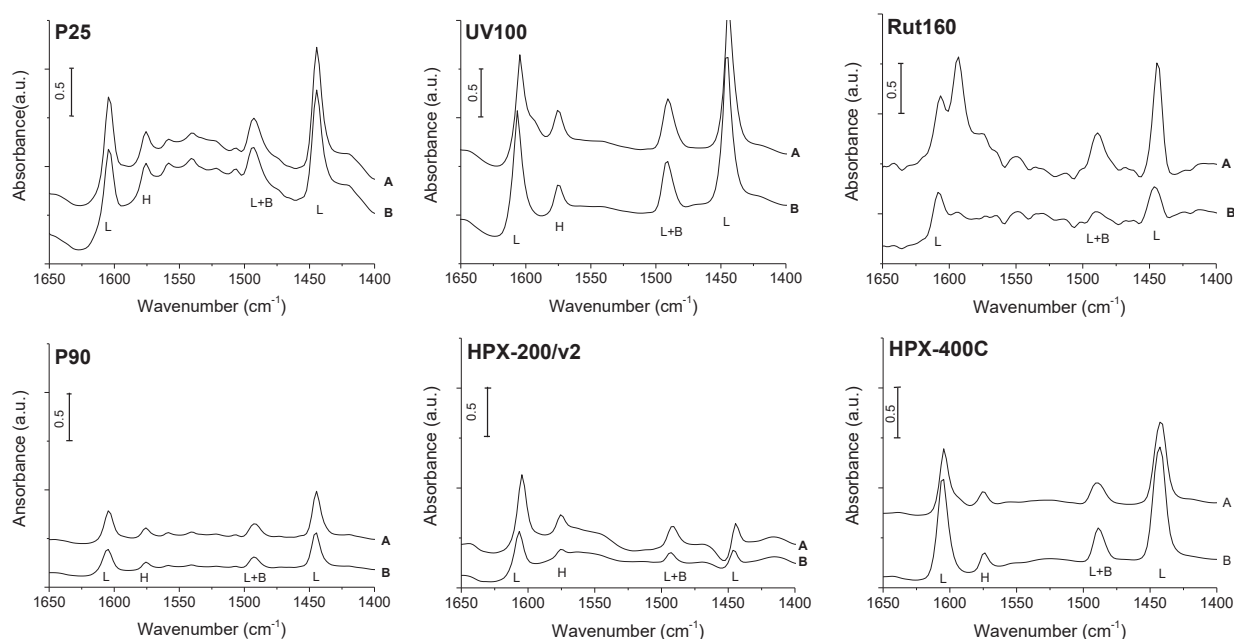 P25
Absorbance(a.u.)
0.5
A
B
L
H
L+B
L
1650 1600 1550 1500 1450 1400
Wavenumber (cm⁻¹)
UV100
Absorbance (a.u.)
0.5
A
B
L
H
L+B
L
1650 1600 1550 1500 1450 1400
Wavenumber (cm⁻¹)
Rut160
Absorbance (a.u.)
0.5
A
B
L
L+B
L
1650 1600 1550 1500 1450 1400
Wavenumber (cm⁻¹)
P90
Ansorbance (a.u.)
0.5
A
B
L
H
L+B
L
1650 1600 1550 1500 1450 1400
Wavenumber (cm⁻¹)
HPX-200/v2
Absorbance (a.u.)
0.5
A
B
L
H
L+B
L
1650 1600 1550 1500 1450 1400
Wavenumber (cm⁻¹)
HPX-400C
Absorbance (a.u.)
0.5
A
B
L
H
L+B
L
1650 1600 1550 1500 1450 1400
Wavenumber (cm⁻¹)